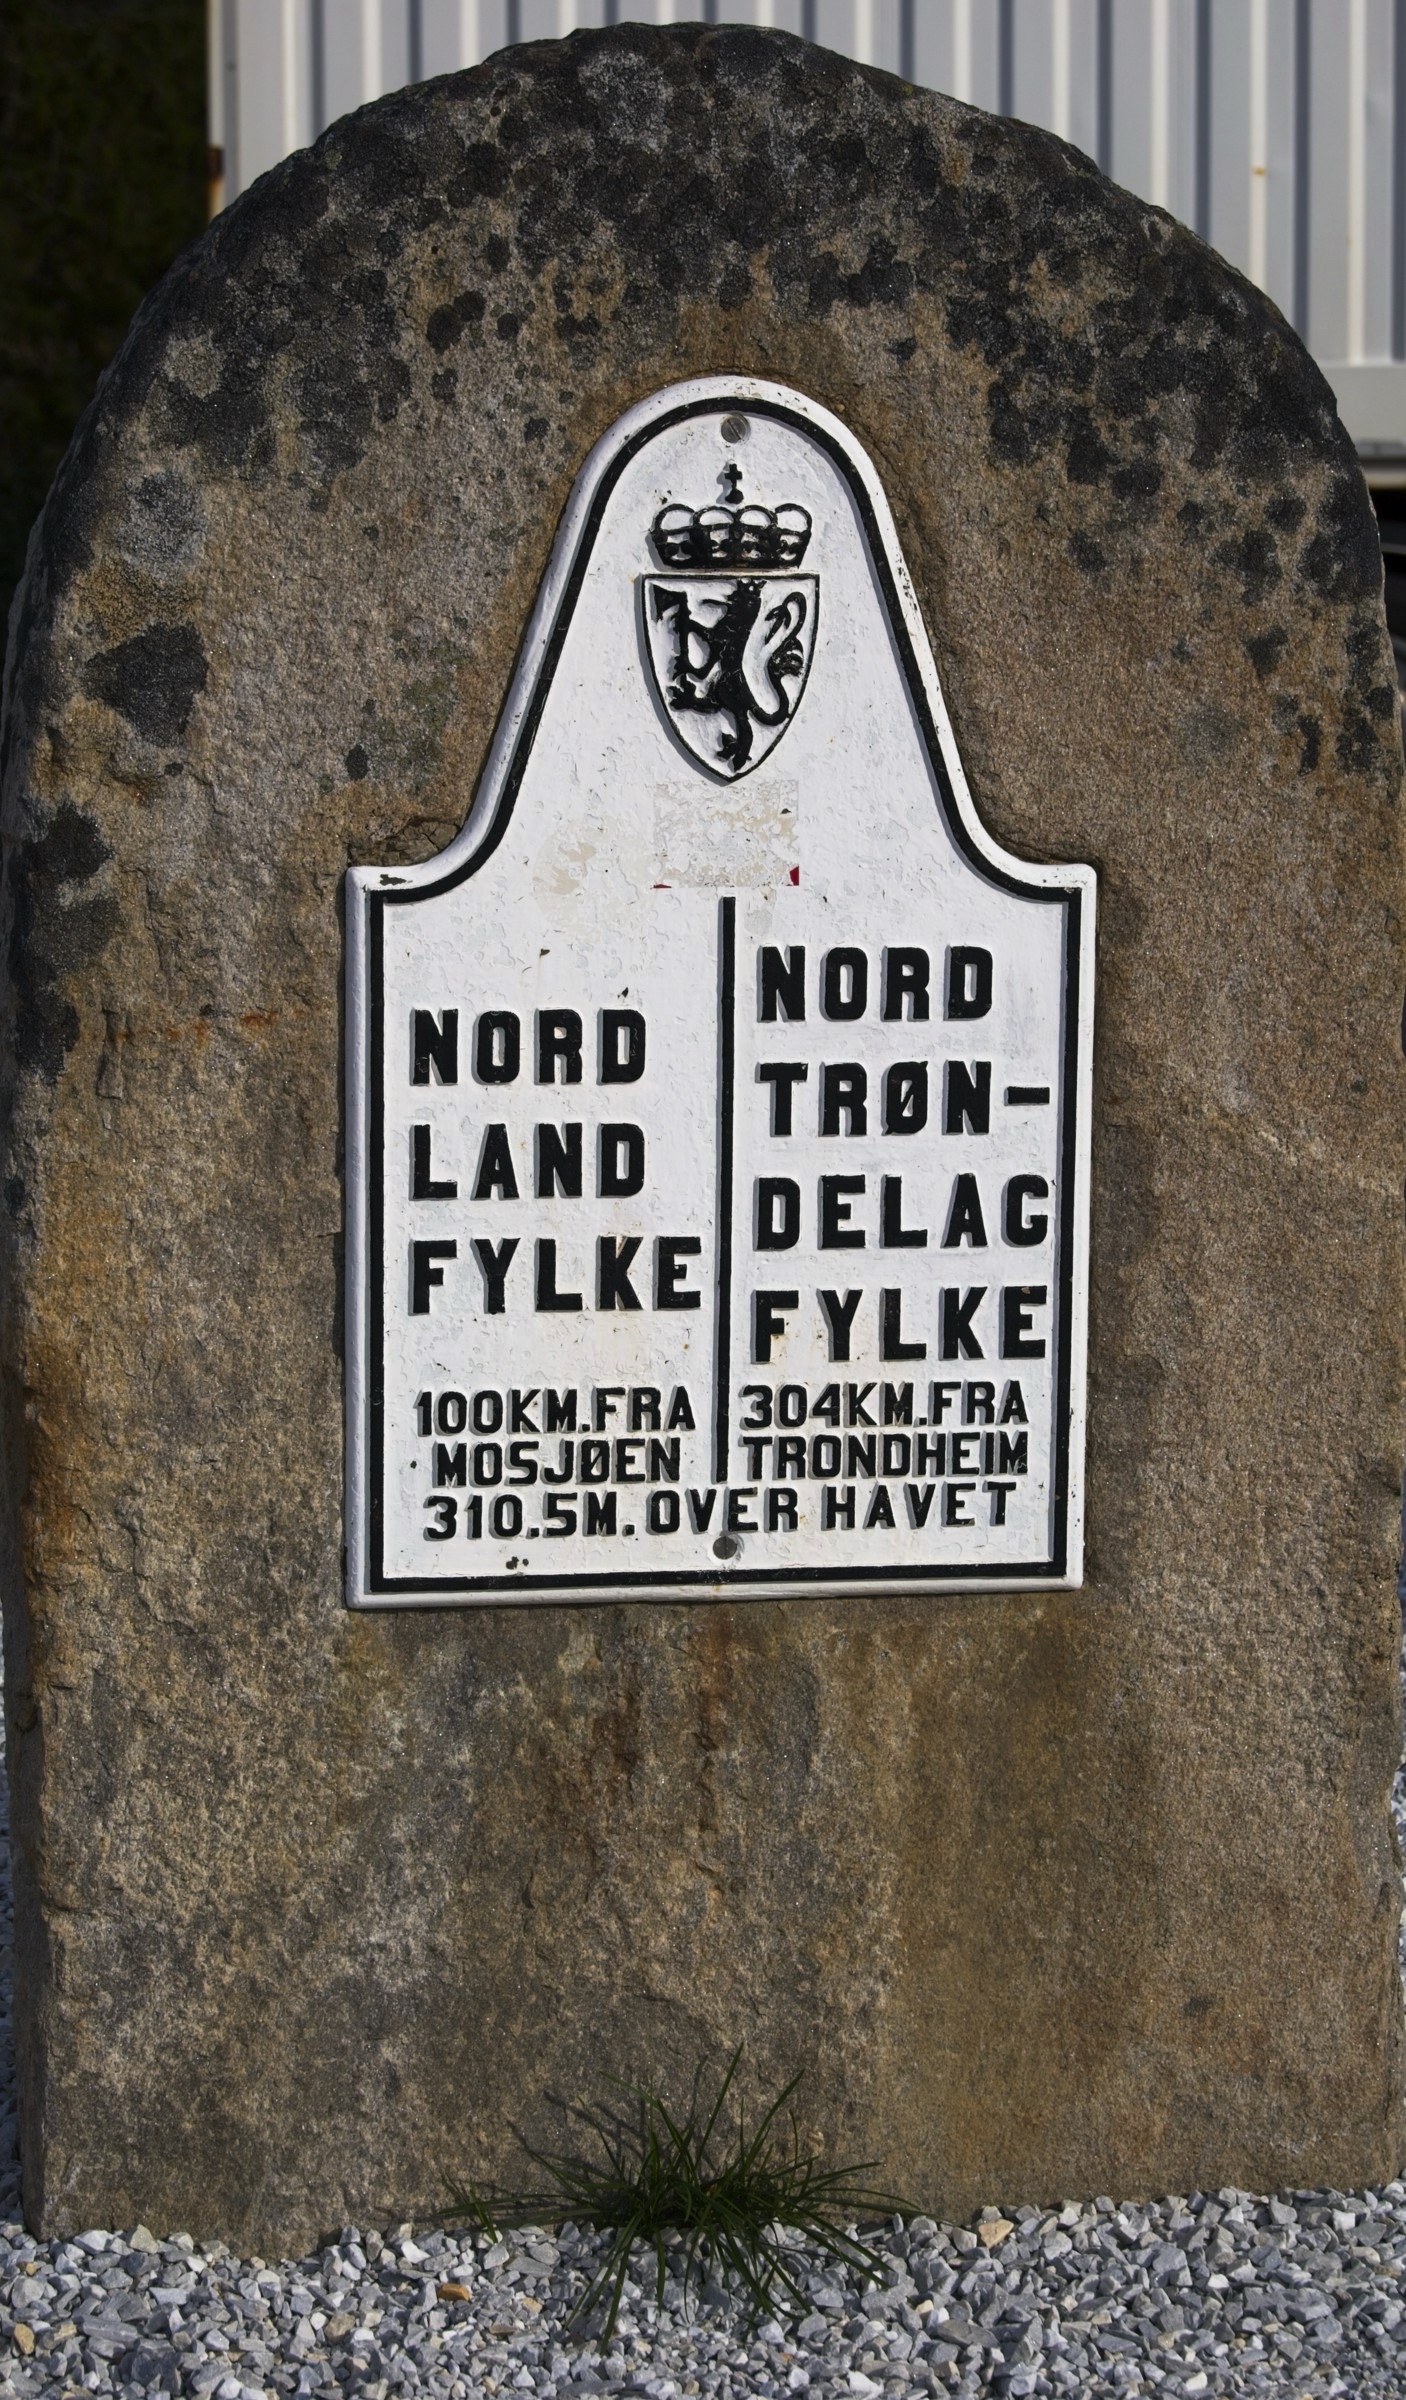 NORD
LAND
FYLKE
100KM.FRA
MOSJØEN
NORD
TRØN-
DELAG
FYLKE
304KM.FRA
TRONDHEIM
310.5M.OVER HAVET